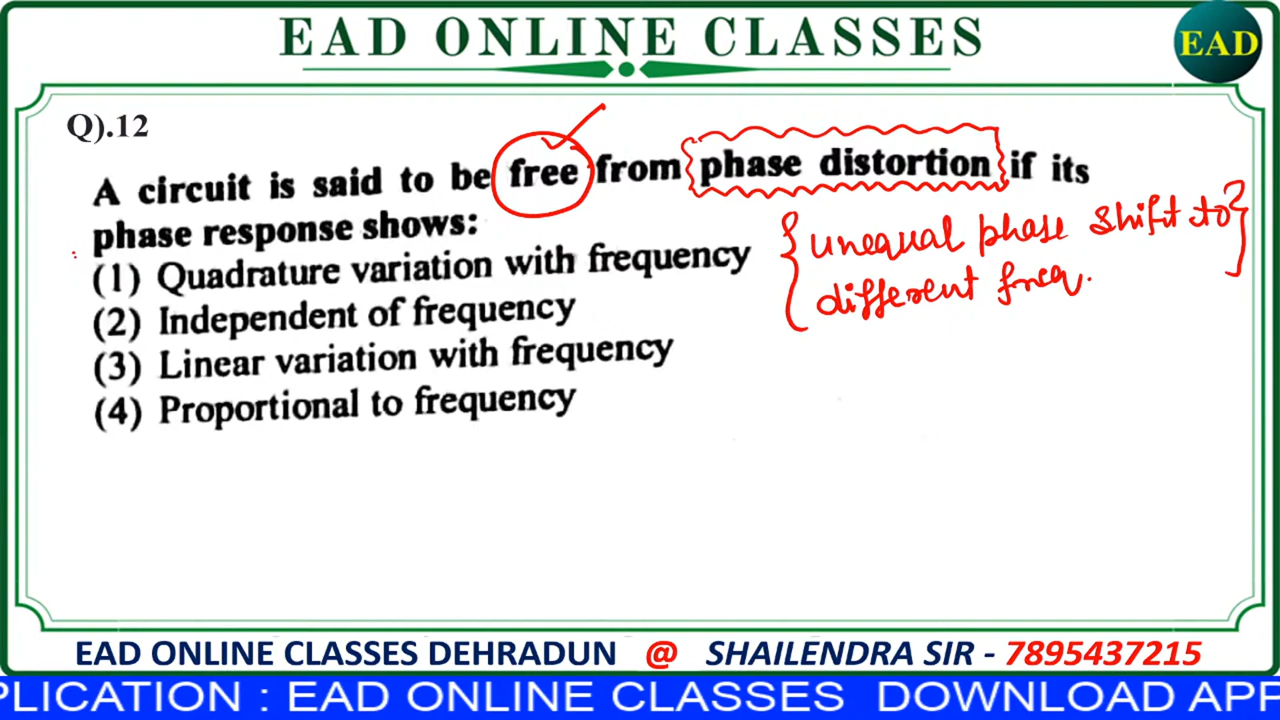 EAD ONLINE CLASSES
EAD
Q).12
A circuit is said to be free from phase distortion if its
phase response shows:
{ unequal phase shift to }
different freq.
(1) Quadrature variation with frequency
(2) Independent of frequency
(3) Linear variation with frequency
(4) Proportional to frequency
EAD ONLINE CLASSES DEHRADUN @ SHAILENDRA SIR - 7895437215
PLICATION : EAD ONLINE CLASSES DOWNLOAD APP